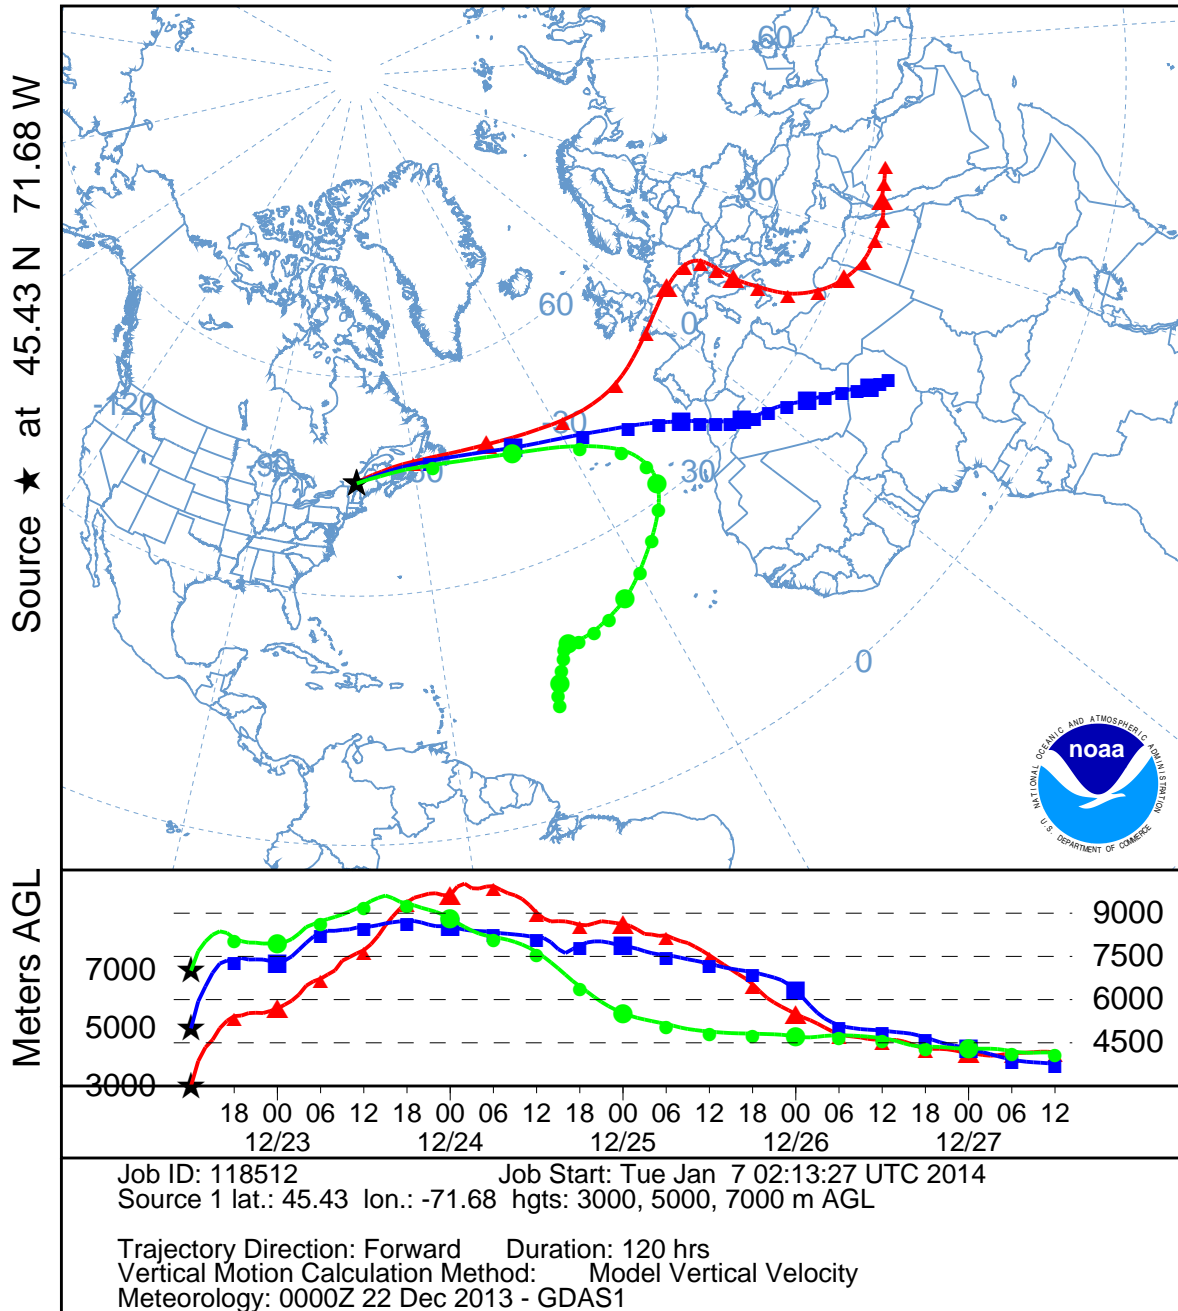 Source ★ at 45.43 N 71.68 W
60
30
60
0
-120
-90
-30
-60
30
0
NATIONAL OCEANIC AND ATMOSPHERIC ADMINISTRATION
noaa
U.S. DEPARTMENT OF COMMERCE
Meters AGL
9000
7000
7500
5000
6000
4500
3000
18 00 06 12 18 00 06 12 18 00 06 12 18 00 06 12 18 00 06 12
12/23 12/24 12/25 12/26 12/27
Job ID: 118512 Job Start: Tue Jan 7 02:13:27 UTC 2014
Source 1 lat.: 45.43 lon.: -71.68 hgts: 3000, 5000, 7000 m AGL
Trajectory Direction: Forward Duration: 120 hrs
Vertical Motion Calculation Method: Model Vertical Velocity
Meteorology: 0000Z 22 Dec 2013 - GDAS1